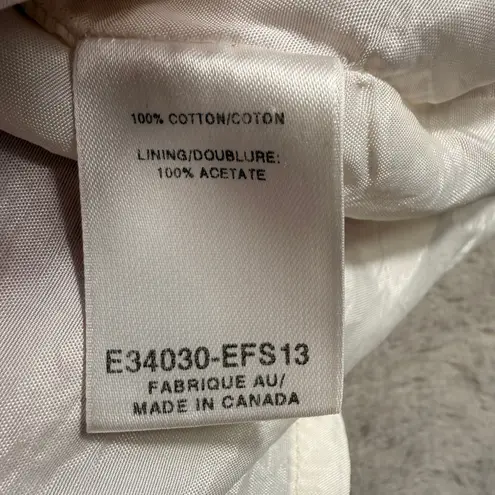 100% COTTON/COTON
LINING/DOUBLURE:
100% ACETATE
E34030-EFS13
FABRIQUE AU/
MADE IN CANADA